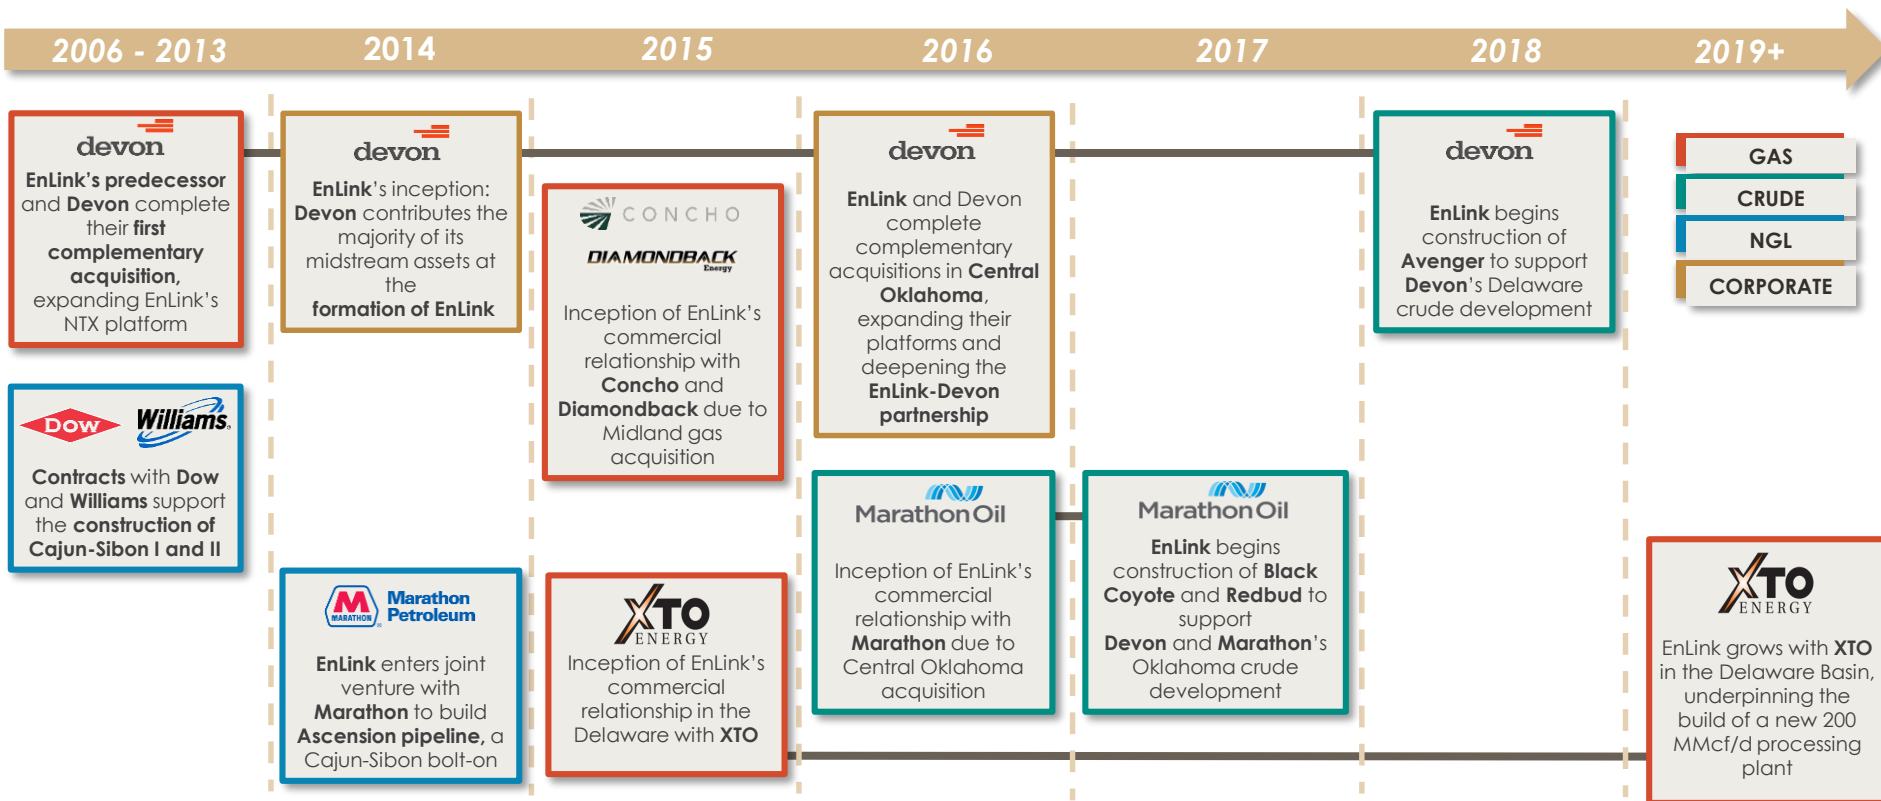 2006 - 2013
2014
2015
2016
2017
2018
2019+
devon
EnLink's predecessor
and Devon complete
their first
complementary
acquisition,
expanding EnLink's
NTX platform
Dow
Williams®
Contracts with Dow
and Williams support
the construction of
Cajun-Sibon I and II
devon
EnLink's inception:
Devon contributes the
majority of its
midstream assets at
the
formation of EnLink
M
MARATHON®
Marathon
Petroleum
EnLink enters joint
venture with
Marathon to build
Ascension pipeline, a
Cajun-Sibon bolt-on
CONCHO
DIAMONDBACK
Energy
Inception of EnLink's
commercial
relationship with
Concho and
Diamondback due to
Midland gas
acquisition
XTO
ENERGY
Inception of EnLink's
commercial
relationship in the
Delaware with XTO
devon
EnLink and Devon
complete
complementary
acquisitions in Central
Oklahoma,
expanding their
platforms and
deepening the
EnLink-Devon
partnership
Marathon Oil
Inception of EnLink's
commercial
relationship with
Marathon due to
Central Oklahoma
acquisition
Marathon Oil
EnLink begins
construction of Black
Coyote and Redbud to
support
Devon and Marathon's
Oklahoma crude
development
devon
EnLink begins
construction of
Avenger to support
Devon's Delaware
crude development
GAS
CRUDE
NGL
CORPORATE
XTO
ENERGY
EnLink grows with XTO
in the Delaware Basin,
underpinning the
build of a new 200
MMcf/d processing
plant